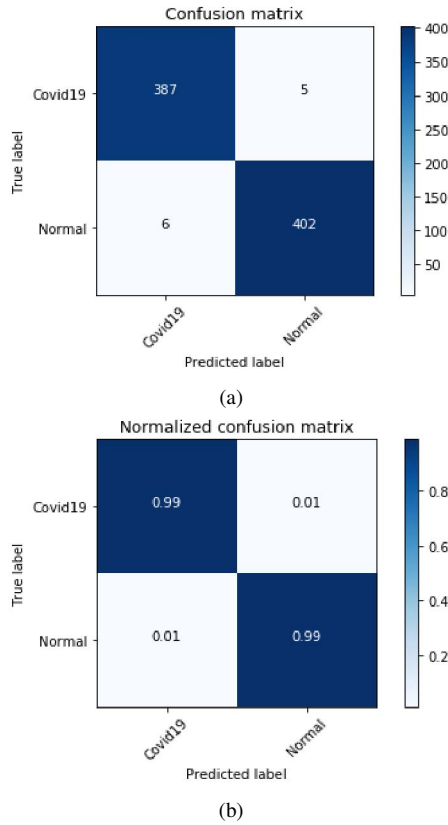 Confusion matrix
Covid19 387 5
Normal 6 402
True label
Covid19 Normal
Predicted label
400
350
300
250
200
150
100
50
(a)
Normalized confusion matrix
Covid19 0.99 0.01
Normal 0.01 0.99
True label
Covid19 Normal
Predicted label
0.8
0.6
0.4
0.2
(b)